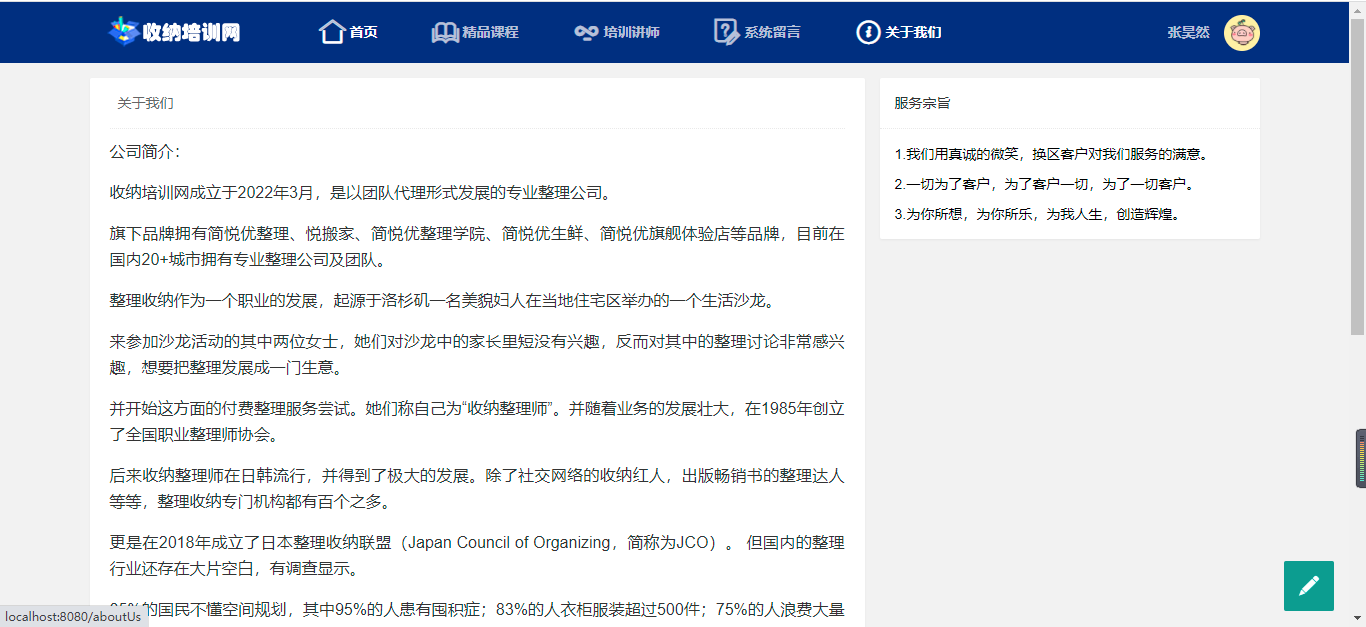 收纳培训网
首页
精品课程
培训讲师
系统留言
关于我们
张昊然
关于我们
公司简介：
收纳培训网成立于2022年3月，是以团队代理形式发展的专业整理公司。
旗下品牌拥有简悦优整理、悦搬家、简悦优整理学院、简悦优生鲜、简悦优旗舰体验店等品牌，目前在
国内20+城市拥有专业整理公司及团队。
整理收纳作为一个职业的发展，起源于洛杉矶一名美貌妇人在当地住宅区举办的一个生活沙龙。
来参加沙龙活动的其中两位女士，她们对沙龙中的家长里短没有兴趣，反而对其中的整理讨论非常感兴
趣，想要把整理发展成一门生意。
并开始这方面的付费整理服务尝试。她们称自己为“收纳整理师”。并随着业务的发展壮大，在1985年创立
了全国职业整理师协会。
后来收纳整理师在日韩流行，并得到了极大的发展。除了社交网络的收纳红人，出版畅销书的整理达人
等等，整理收纳专门机构都有百个之多。
更是在2018年成立了日本整理收纳联盟（Japan Council of Organizing，简称为JCO）。 但国内的整理
行业还存在大片空白，有调查显示。
的国民不懂空间规划，其中95%的人患有囤积症；83%的人衣柜服装超过500件；75%的人浪费大量
服务宗旨
1.我们用真诚的微笑，换区客户对我们服务的满意。
2.一切为了客户，为了客户一切，为了一切客户。
3.为你所想，为你所乐，为我人生，创造辉煌。
localhost:8080/aboutUs